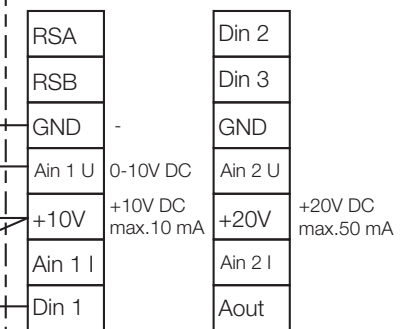 RSA
RSB
GND -
Ain 1 U 0-10V DC
+10V +10V DC
max.10 mA
Ain 1 I
Din 1
Din 2
Din 3
GND
Ain 2 U
+20V +20V DC
max.50 mA
Ain 2 I
Aout